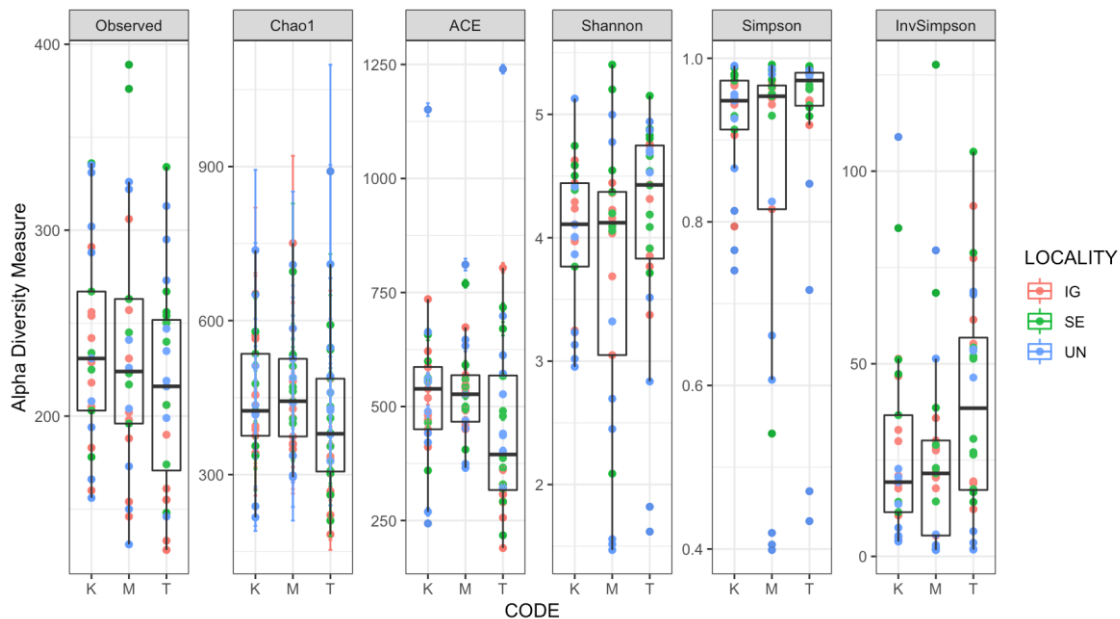 Observed Chao1 ACE Shannon Simpson InvSimpson
Alpha Diversity Measure
400
300
200
900
600
300
1250
1000
750
500
250
5
4
3
2
1.0
0.8
0.6
0.4
100
50
0
K M T K M T K M T K M T K M T K M T
CODE
LOCALITY
IG
SE
UN